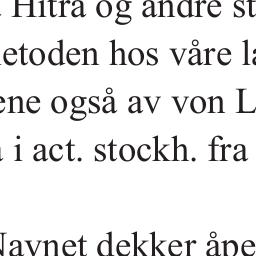 Hitra og andre st
etoden hos våre la
ene også av von L
i act. stockh. fra
Navnet dekker åpe